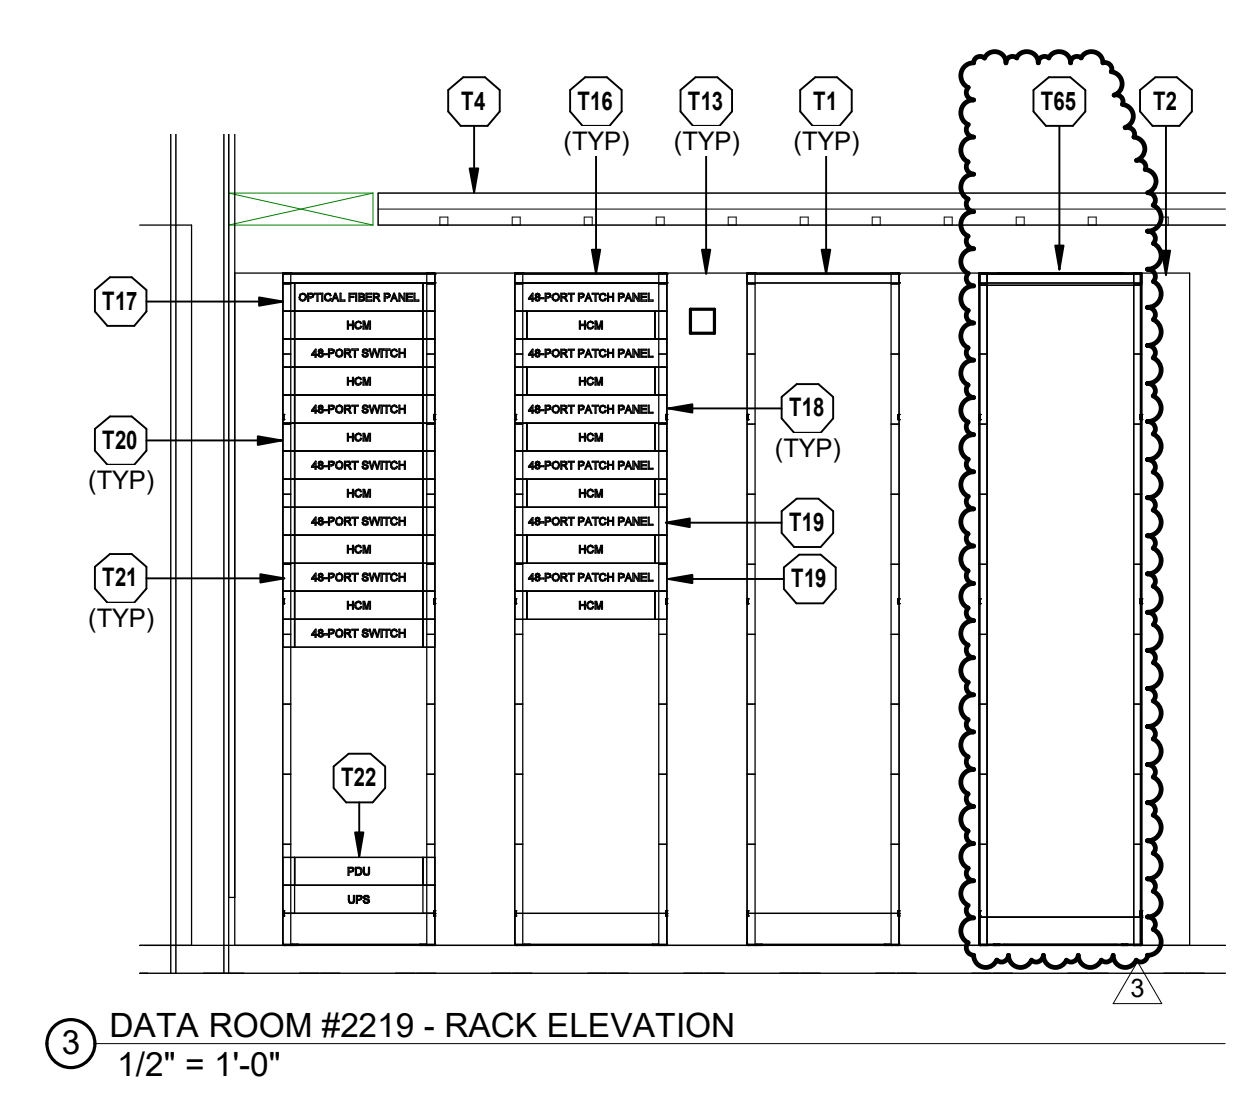 T4
T16
(TYP)
T13
(TYP)
T1
(TYP)
T65
T2
T17
T20
(TYP)
T21
(TYP)
OPTICAL FIBER PANEL
HCM
48-PORT SWITCH
HCM
48-PORT SWITCH
HCM
48-PORT SWITCH
HCM
48-PORT SWITCH
HCM
48-PORT SWITCH
HCM
48-PORT SWITCH
T22
PDU
UPS
48-PORT PATCH PANEL
HCM
48-PORT PATCH PANEL
HCM
48-PORT PATCH PANEL
HCM
48-PORT PATCH PANEL
HCM
48-PORT PATCH PANEL
HCM
48-PORT PATCH PANEL
HCM
T18
(TYP)
T19
T19
3
3 DATA ROOM #2219 - RACK ELEVATION
1/2" = 1'-0"